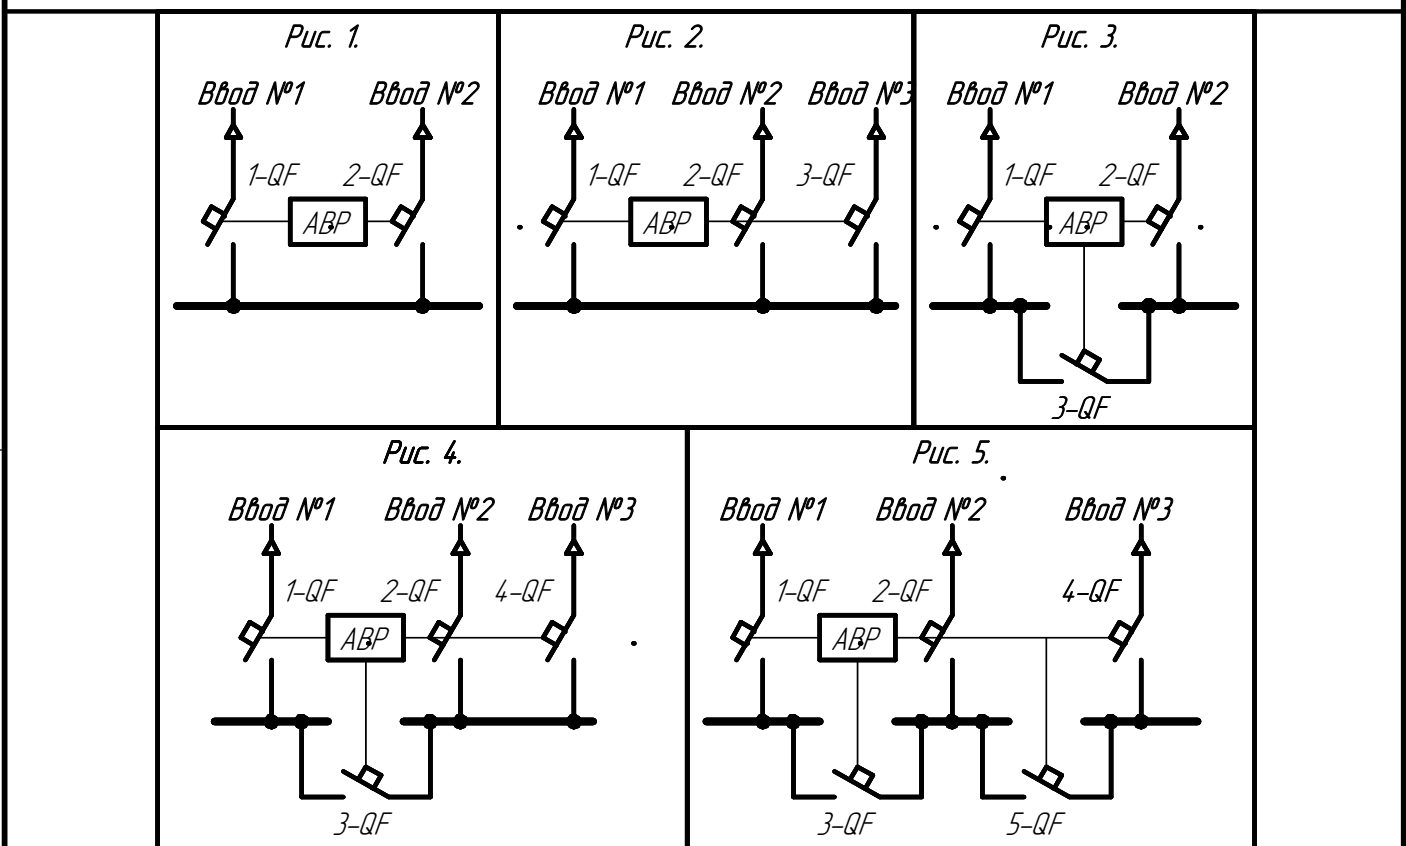 Рис. 1.
Ввод №1 Ввод №2
1-QF 2-QF
АВР
Рис. 2.
Ввод №1 Ввод №2 Ввод №3
1-QF 2-QF 3-QF
АВР
Рис. 3.
Ввод №1 Ввод №2
1-QF 2-QF
АВР
3-QF
Рис. 4.
Ввод №1 Ввод №2 Ввод №3
1-QF 2-QF 4-QF
АВР
3-QF
Рис. 5.
Ввод №1 Ввод №2 Ввод №3
1-QF 2-QF 4-QF
АВР
3-QF 5-QF